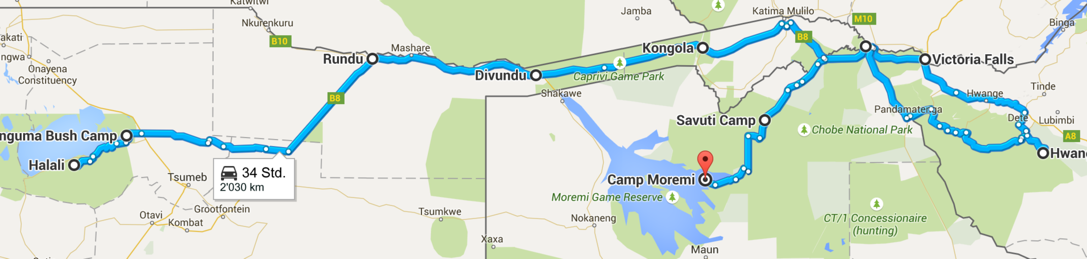 Katwitwi
Nkurenkuru
B10
Mashare
Rundu
Jamba
Katima Mulilo
M10
Binga
B8
Kongola
Victoria Falls
akati
ngwa
Onayena
Constituency
Divundu
Caprivi Game Park
Shakawe
Hwange
Tinde
B8
Pandamatenga
Dete
Lubimbi
nguma Bush Camp
Savuti Camp
Chobe National Park
A8
Halali
Hwan
34 Std.
2'030 km
Tsumeb
Camp Moremi
Moremi Game Reserve
Otavi
Grootfontein
Kombat
Tsumkwe
Nokaneng
CT/1 Concessionaire
(hunting)
Xaxa
Maun